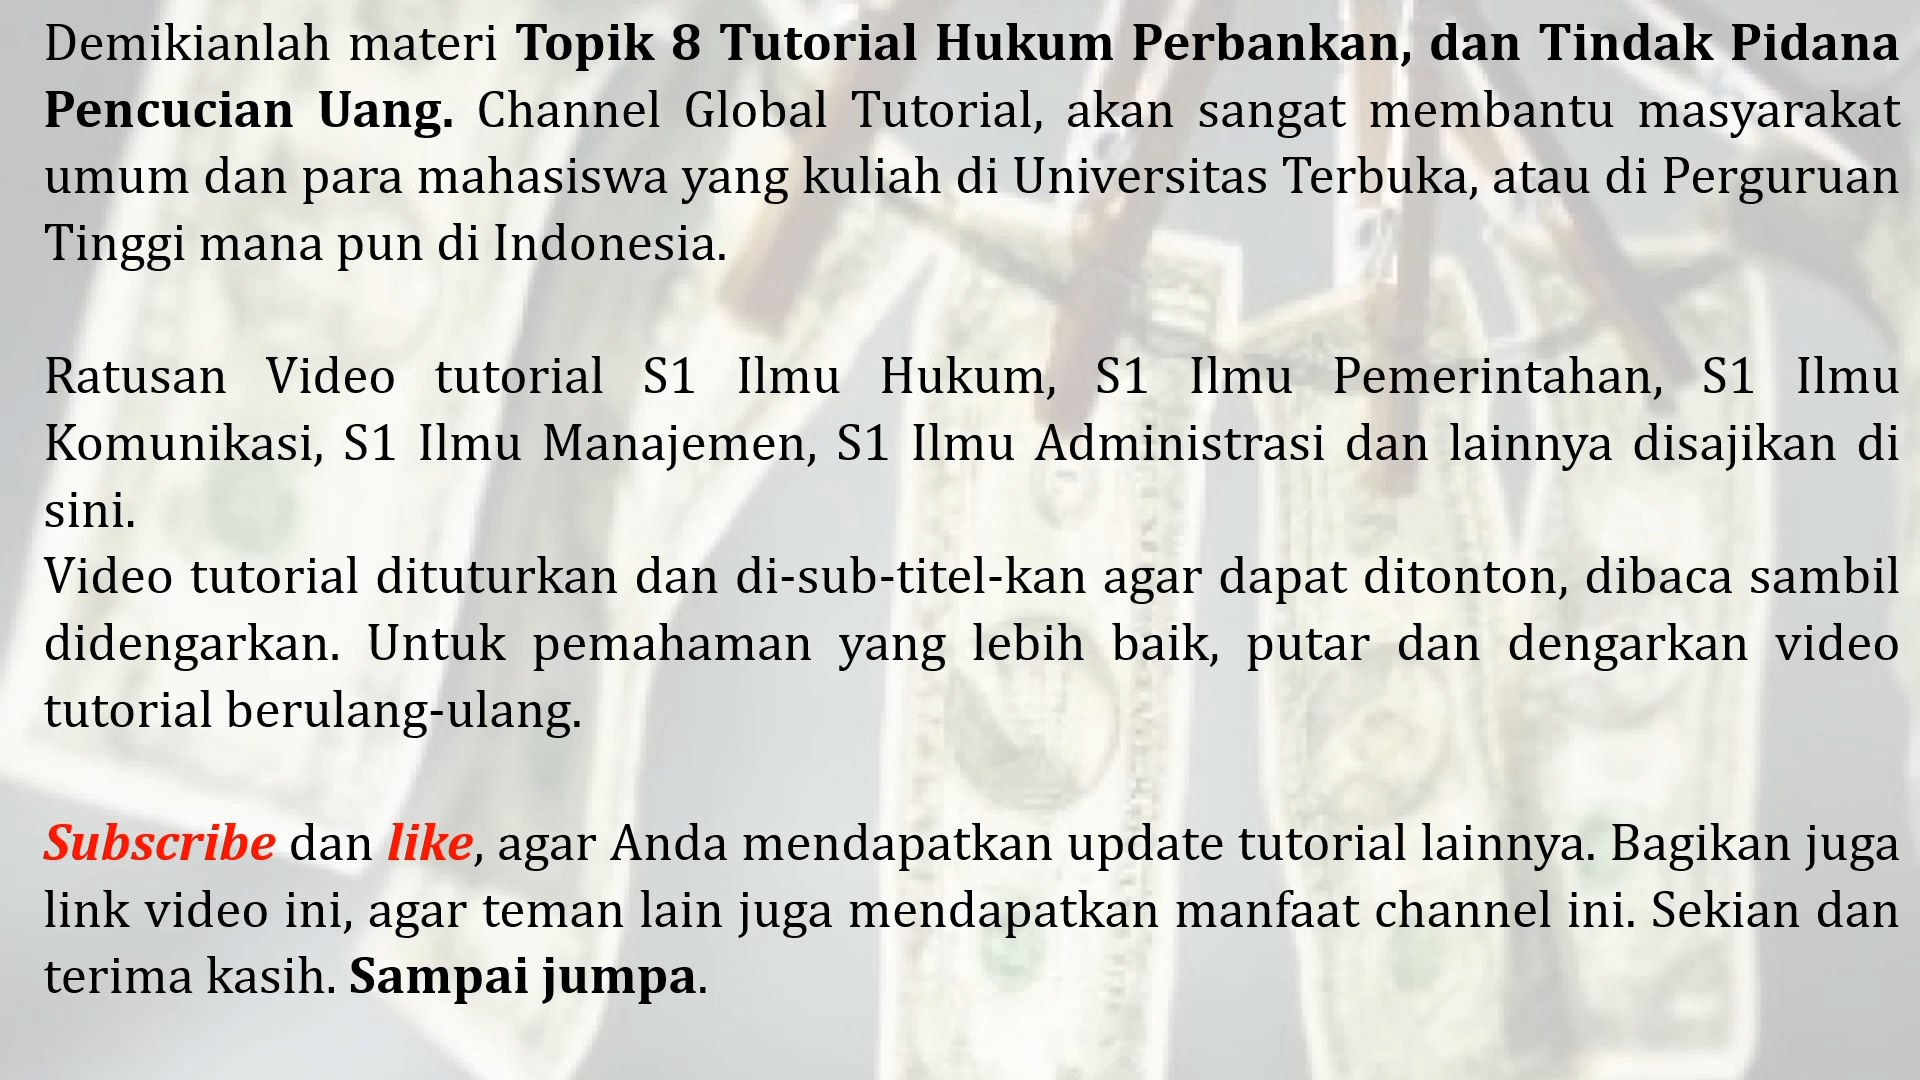 Demikianlah materi Topik 8 Tutorial Hukum Perbankan, dan Tindak Pidana
Pencucian Uang. Channel Global Tutorial, akan sangat membantu masyarakat
umum dan para mahasiswa yang kuliah di Universitas Terbuka, atau di Perguruan
Tinggi mana pun di Indonesia.
Ratusan Video tutorial S1 Ilmu Hukum, S1 Ilmu Pemerintahan, S1 Ilmu
Komunikasi, S1 Ilmu Manajemen, S1 Ilmu Administrasi dan lainnya disajikan di
sini.
Video tutorial dituturkan dan di-sub-titel-kan agar dapat ditonton, dibaca sambil
didengarkan. Untuk pemahaman yang lebih baik, putar dan dengarkan video
tutorial berulang-ulang.
Subscribe dan like, agar Anda mendapatkan update tutorial lainnya. Bagikan juga
link video ini, agar teman lain juga mendapatkan manfaat channel ini. Sekian dan
terima kasih. Sampai jumpa.